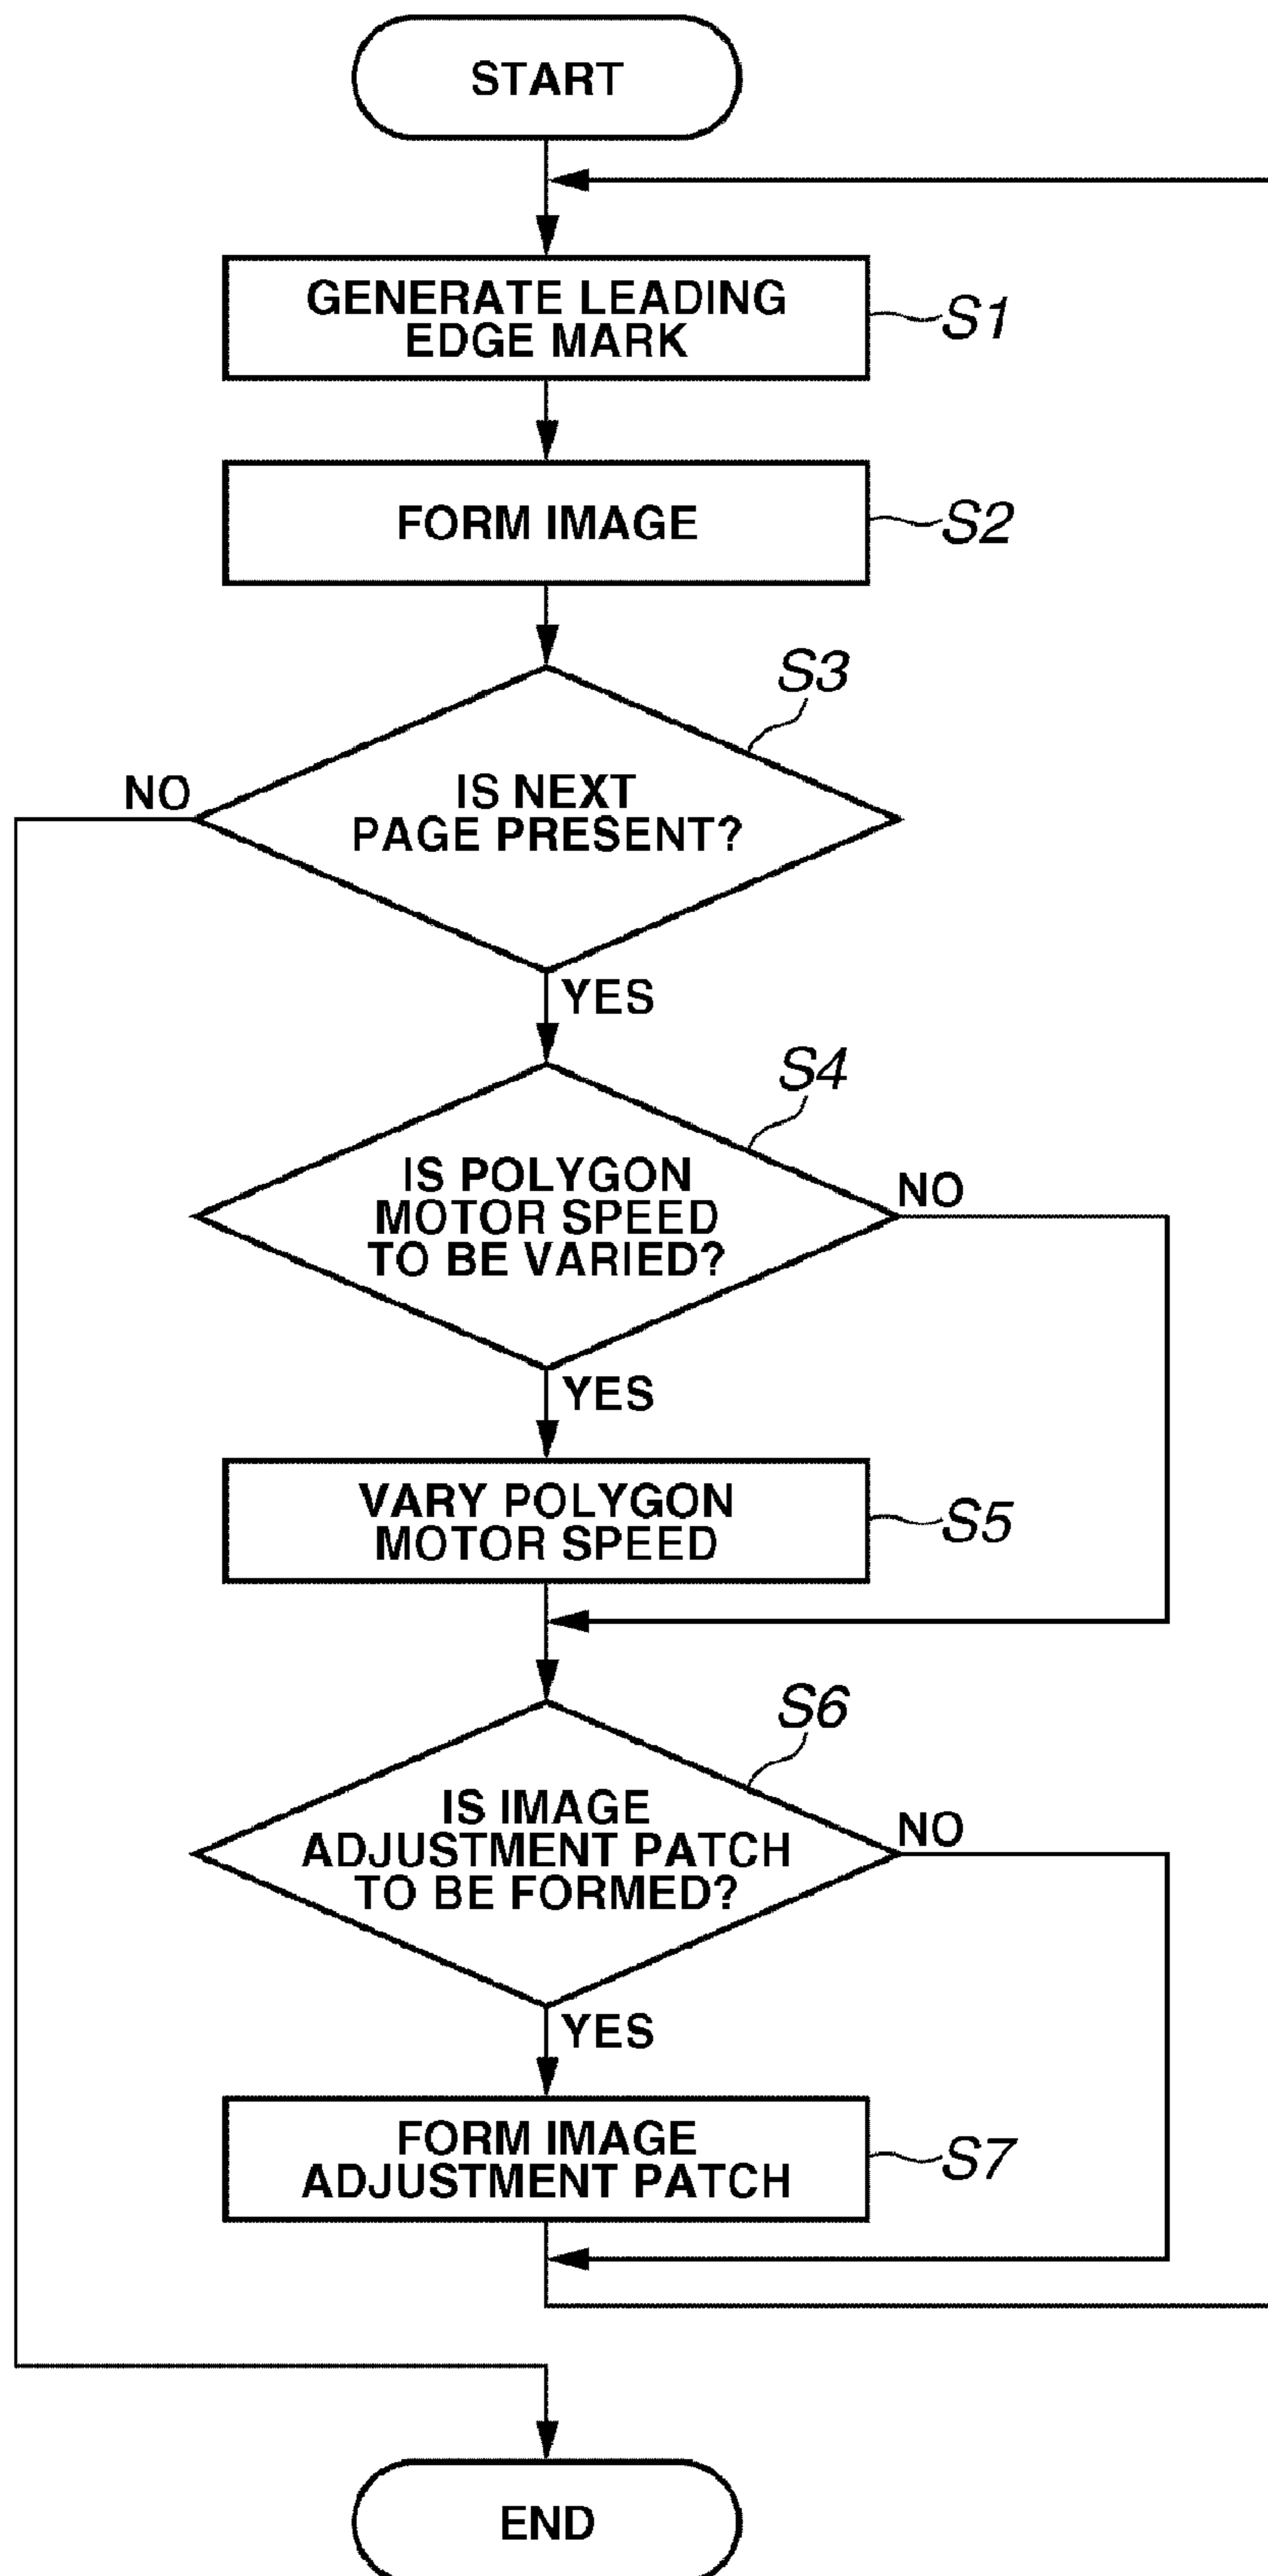 START
GENERATE LEADING
EDGE MARK
S1
FORM IMAGE
S2
S3
NO
IS NEXT
PAGE PRESENT?
YES
S4
NO
IS POLYGON
MOTOR SPEED
TO BE VARIED?
YES
VARY POLYGON
MOTOR SPEED
S5
S6
NO
IS IMAGE
ADJUSTMENT PATCH
TO BE FORMED?
YES
FORM IMAGE
ADJUSTMENT PATCH
S7
END